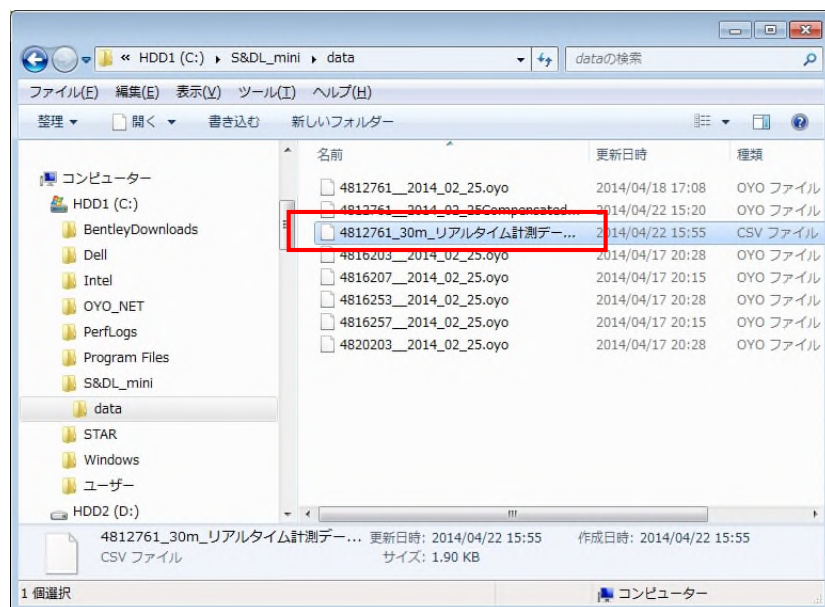 « HDD1 (C:) ▸ S&DL_mini ▸ data
dataの検索
ファイル(F) 編集(E) 表示(V) ツール(T) ヘルプ(H)
整理 開く 書き込む 新しいフォルダー
名前 更新日時 種類
コンピューター
HDD1 (C:)
BentleyDownloads
Dell
Intel
OYO_NET
PerfLogs
Program Files
S&DL_mini
data
STAR
Windows
ユーザー
HDD2 (D:)
4812761__2014_02_25.oyo 2014/04/18 17:08 OYO ファイル
4812761__2014_02_25Compensated... 2014/04/22 15:20 OYO ファイル
4812761_30m_リアルタイム計測デー... 2014/04/22 15:55 CSV ファイル
4816203__2014_02_25.oyo 2014/04/17 20:28 OYO ファイル
4816207__2014_02_25.oyo 2014/04/17 20:15 OYO ファイル
4816253__2014_02_25.oyo 2014/04/17 20:28 OYO ファイル
4816257__2014_02_25.oyo 2014/04/17 20:15 OYO ファイル
4820203__2014_02_25.oyo 2014/04/17 20:28 OYO ファイル
4812761_30m_リアルタイム計測デー... 更新日時: 2014/04/22 15:55 作成日時: 2014/04/22 15:55
CSV ファイル サイズ: 1.90 KB
1 個選択 コンピューター